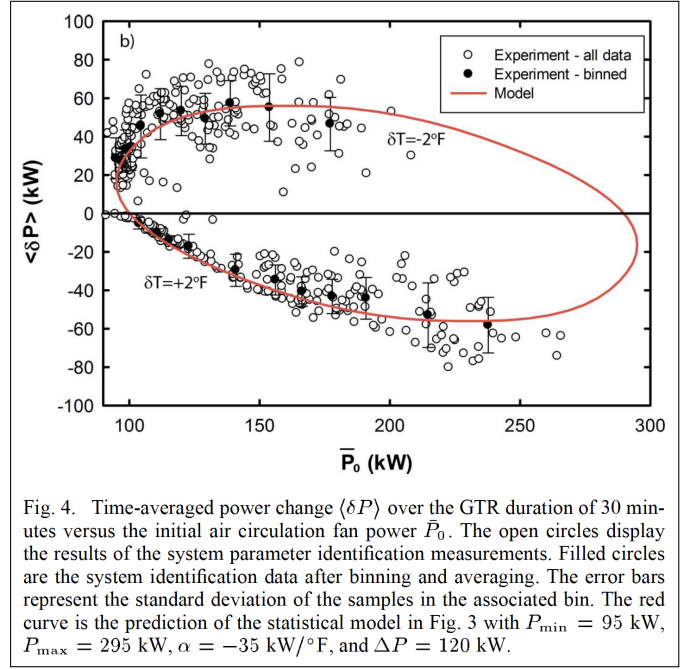 b)
Experiment - all data
Experiment - binned
Model
100
80
60
40
20
0
-20
-40
-60
-80
-100
<δP> (kW)
δT=-2°F
δT=+2°F
100
150
200
250
300
P̅₀ (kW)
Fig. 4. Time-averaged power change ⟨δP⟩ over the GTR duration of 30 min-
utes versus the initial air circulation fan power P̄₀. The open circles display
the results of the system parameter identification measurements. Filled circles
are the system identification data after binning and averaging. The error bars
represent the standard deviation of the samples in the associated bin. The red
curve is the prediction of the statistical model in Fig. 3 with P_min = 95 kW,
P_max = 295 kW, α = −35 kW/°F, and ΔP = 120 kW.